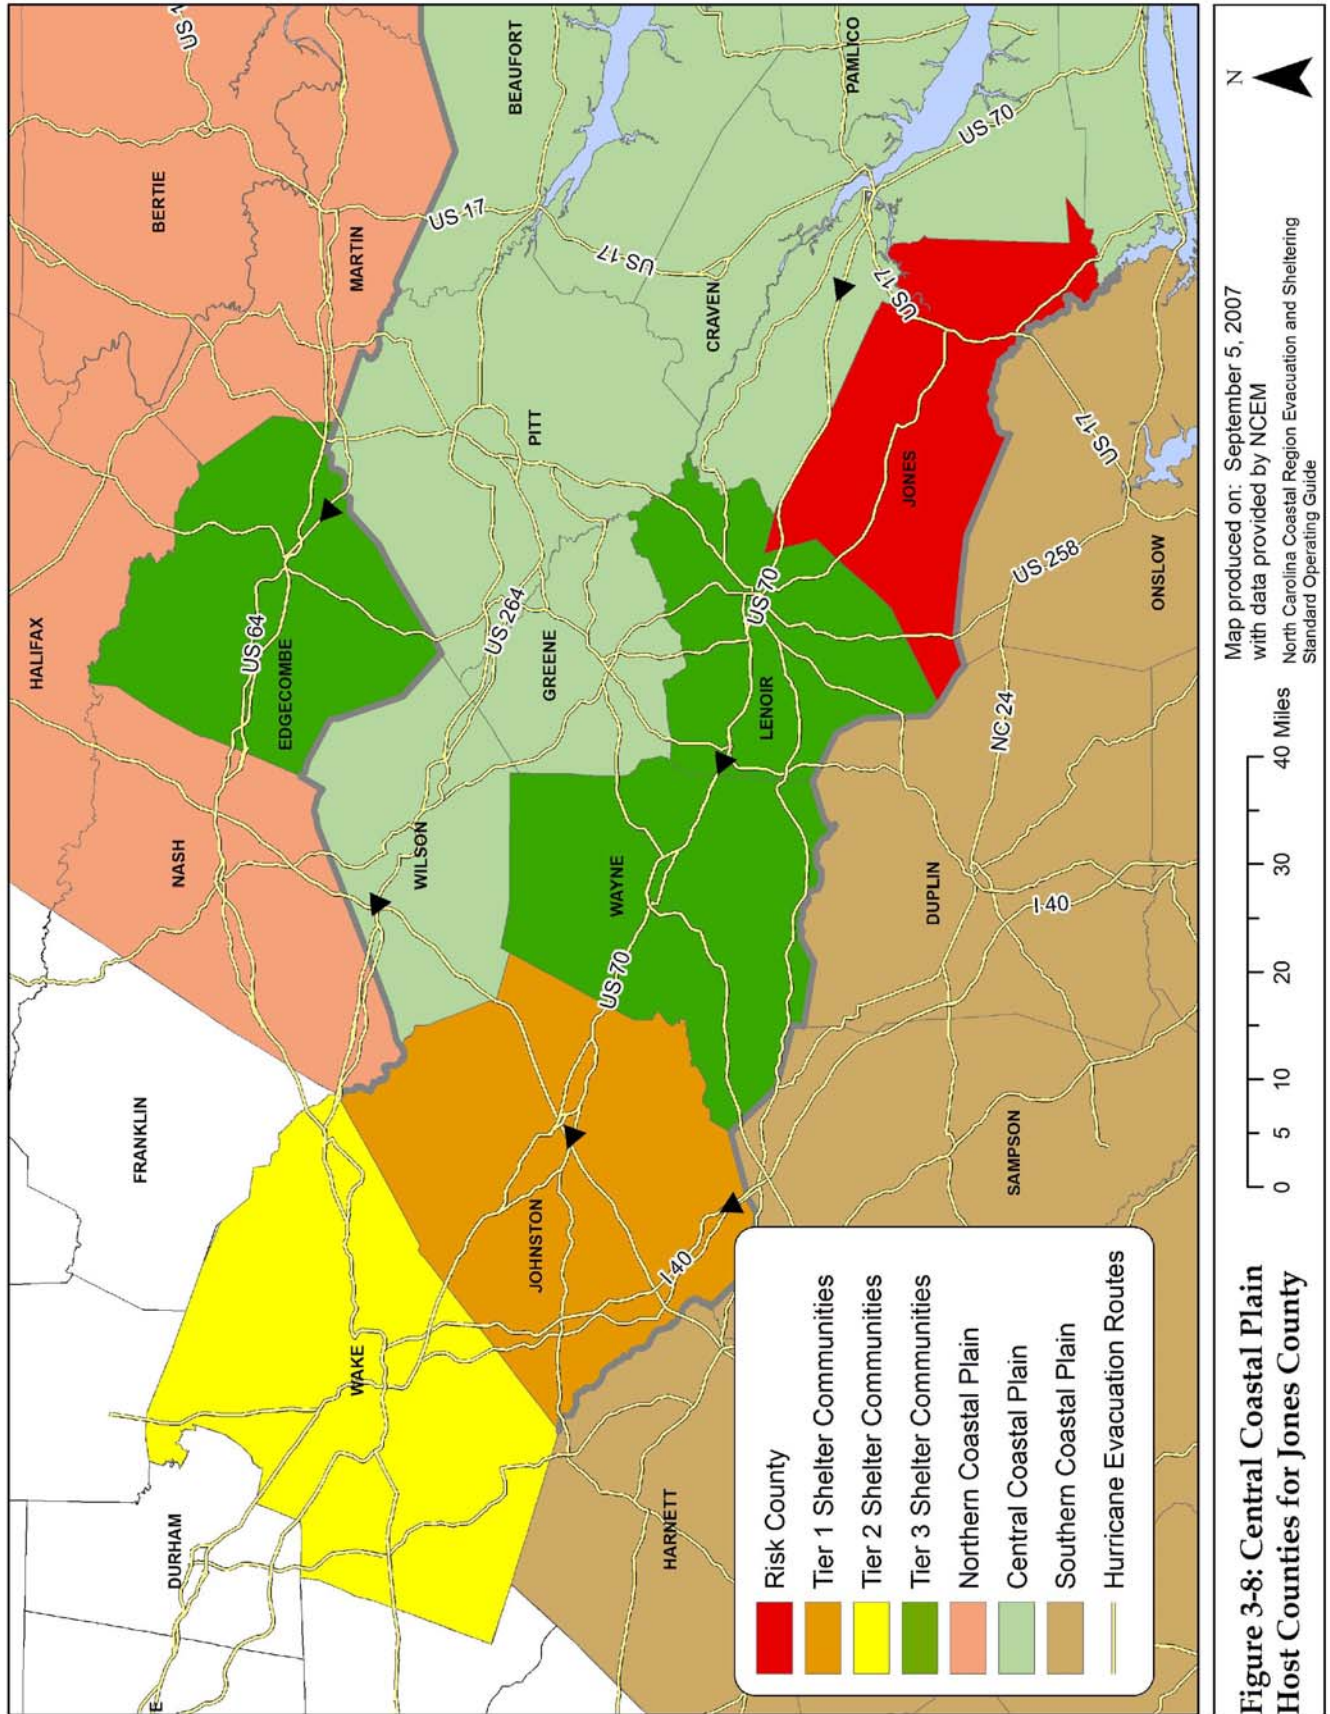 HALIFAX
FRANKLIN
BERTIE
E
DURHAM
NASH
US 1
US 64
EDGECOMBE
WAKE
MARTIN
WILSON
US 17
US 264
BEAUFORT
JOHNSTON
PITT
GREENE
US 70
WAYNE
US 17
HARNETT
I-40
CRAVEN
US 70
LENOIR
PAMLICO
US 17
JONES
DUPLIN
US 70
NC 24
SAMPSON
US 258
I-40
US 17
ONSLOW
Risk County
Tier 1 Shelter Communities
Tier 2 Shelter Communities
Tier 3 Shelter Communities
Northern Coastal Plain
Central Coastal Plain
Southern Coastal Plain
Hurricane Evacuation Routes
Figure 3-8: Central Coastal Plain
Host Counties for Jones County
0 5 10 20 30 40 Miles
Map produced on: September 5, 2007
with data provided by NCEM
North Carolina Coastal Region Evacuation and Sheltering
Standard Operating Guide
N